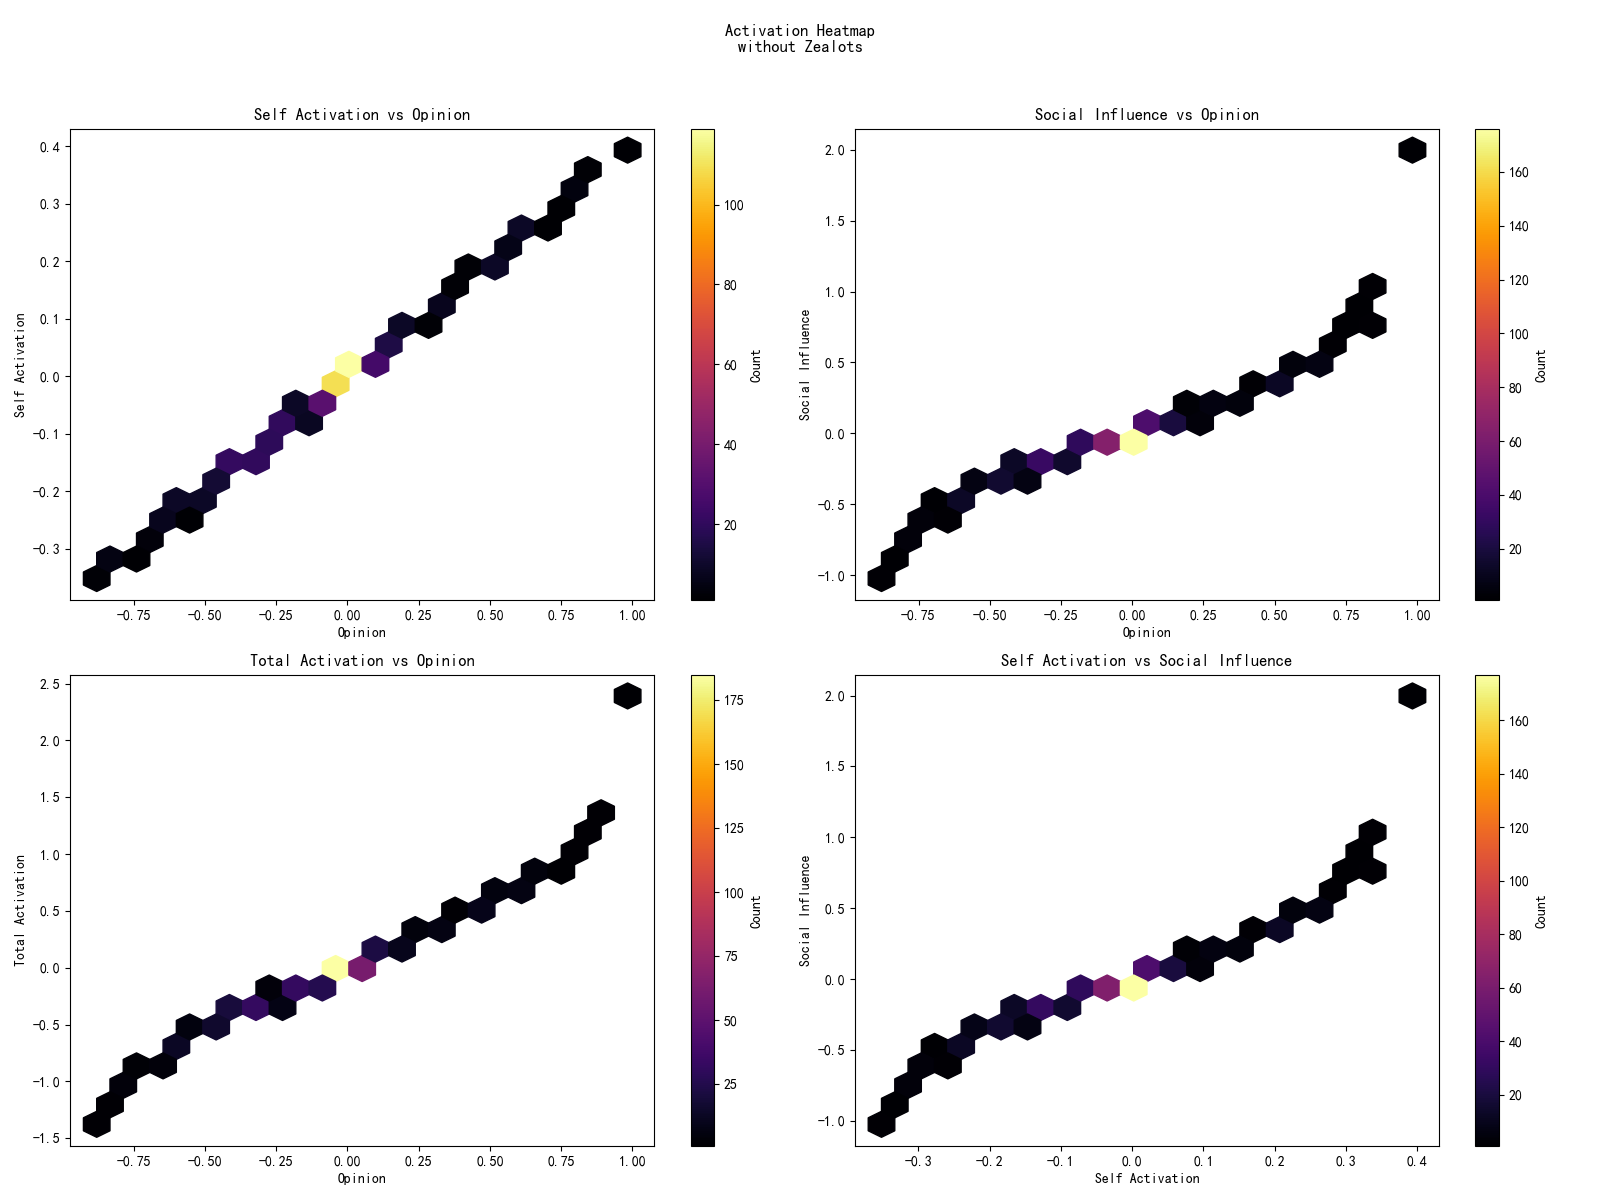 Activation Heatmap
without Zealots
Self Activation vs Opinion
0.4
0.3
0.2
0.1
0.0
−0.1
−0.2
−0.3
Self Activation
−0.75 −0.50 −0.25 0.00 0.25 0.50 0.75 1.00
Opinion
100
80
60
40
20
Count
Social Influence vs Opinion
2.0
1.5
1.0
0.5
0.0
−0.5
−1.0
Social Influence
−0.75 −0.50 −0.25 0.00 0.25 0.50 0.75 1.00
Opinion
160
140
120
100
80
60
40
20
Count
Total Activation vs Opinion
2.5
2.0
1.5
1.0
0.5
0.0
−0.5
−1.0
−1.5
Total Activation
−0.75 −0.50 −0.25 0.00 0.25 0.50 0.75 1.00
Opinion
175
150
125
100
75
50
25
Count
Self Activation vs Social Influence
2.0
1.5
1.0
0.5
0.0
−0.5
−1.0
Social Influence
−0.3 −0.2 −0.1 0.0 0.1 0.2 0.3 0.4
Self Activation
160
140
120
100
80
60
40
20
Count